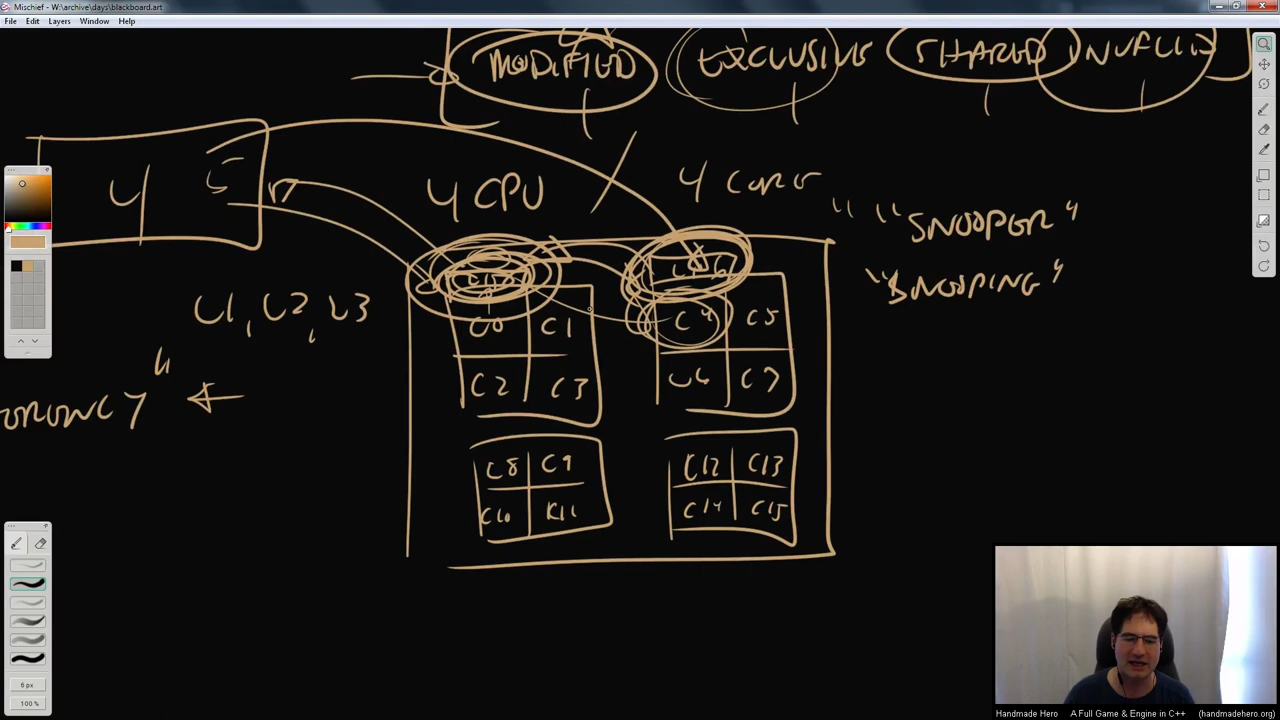 Mischief - W:\archive\days\blackboard.art
File Edit Layers Window Help
MODIFIED EXCLUSIVE SHARED INVALID
4 5
4 CPU / 4 CORE
" "SNOOPER"
"SNOOPING"
L1, L2, L3
C0 C1
C2 C3
C4 C5
C6 C7
C8 C9
C10 C11
C12 C13
C14 C15
6 px
100 %
Handmade Hero A Full Game & Engine in C++ (handmadehero.org)